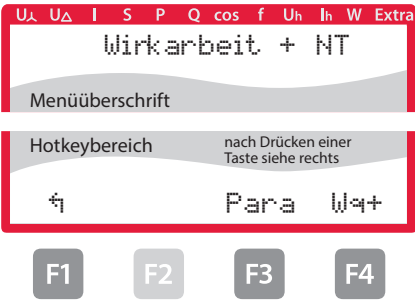 U⅄ U△ I S P Q cos f Uh Ih W Extra
Wirkarbeit + NT
Menüüberschrift
Hotkeybereich
nach Drücken einer
Taste siehe rechts
↰ Para Wq+
F1 F2 F3 F4